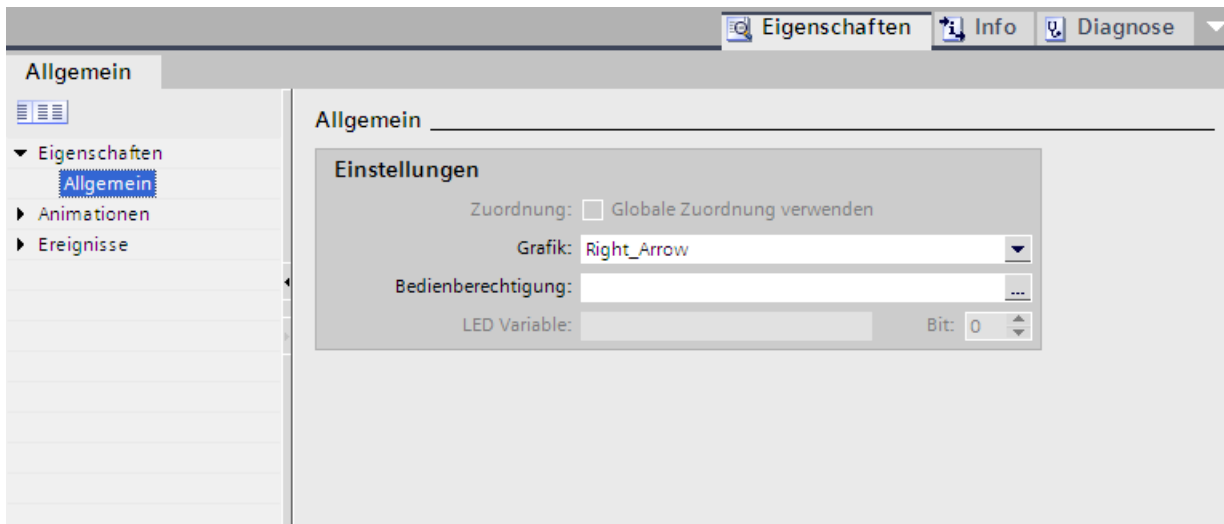 Eigenschaften Info Diagnose
Allgemein
Allgemein
Eigenschaften
Allgemein
Animationen
Ereignisse
Einstellungen
Zuordnung: Globale Zuordnung verwenden
Grafik: Right_Arrow
Bedienberechtigung: ...
LED Variable: Bit: 0